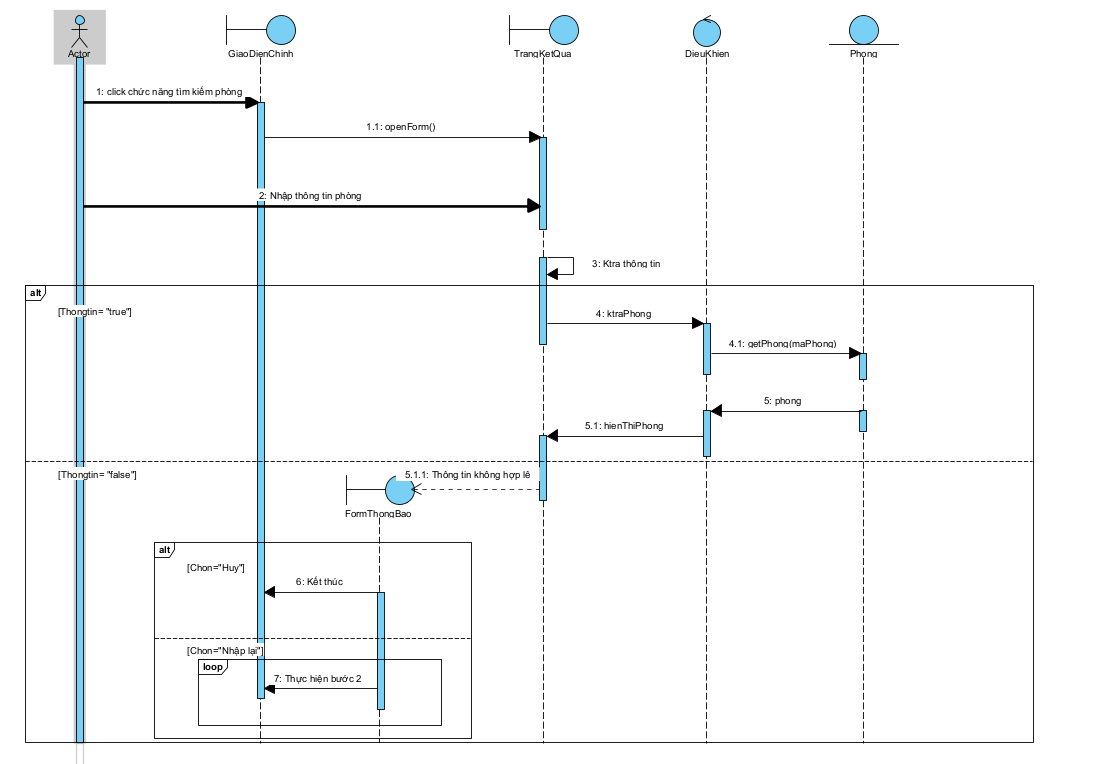 Actor
GiaoDienChinh
TrangKetQua
DieuKhien
Phong
1: click chức năng tìm kiếm phòng
1.1: openForm()
2: Nhập thông tin phòng
3: Ktra thông tin
alt
[Thongtin= "true"]
4: ktraPhong
4.1: getPhong(maPhong)
5: phong
5.1: hienThiPhong
[Thongtin= "false"]
5.1.1: Thông tin không hợp lê
FormThongBao
alt
[Chon="Huy"]
6: Kết thúc
[Chon="Nhập lại"]
loop
7: Thực hiện bước 2